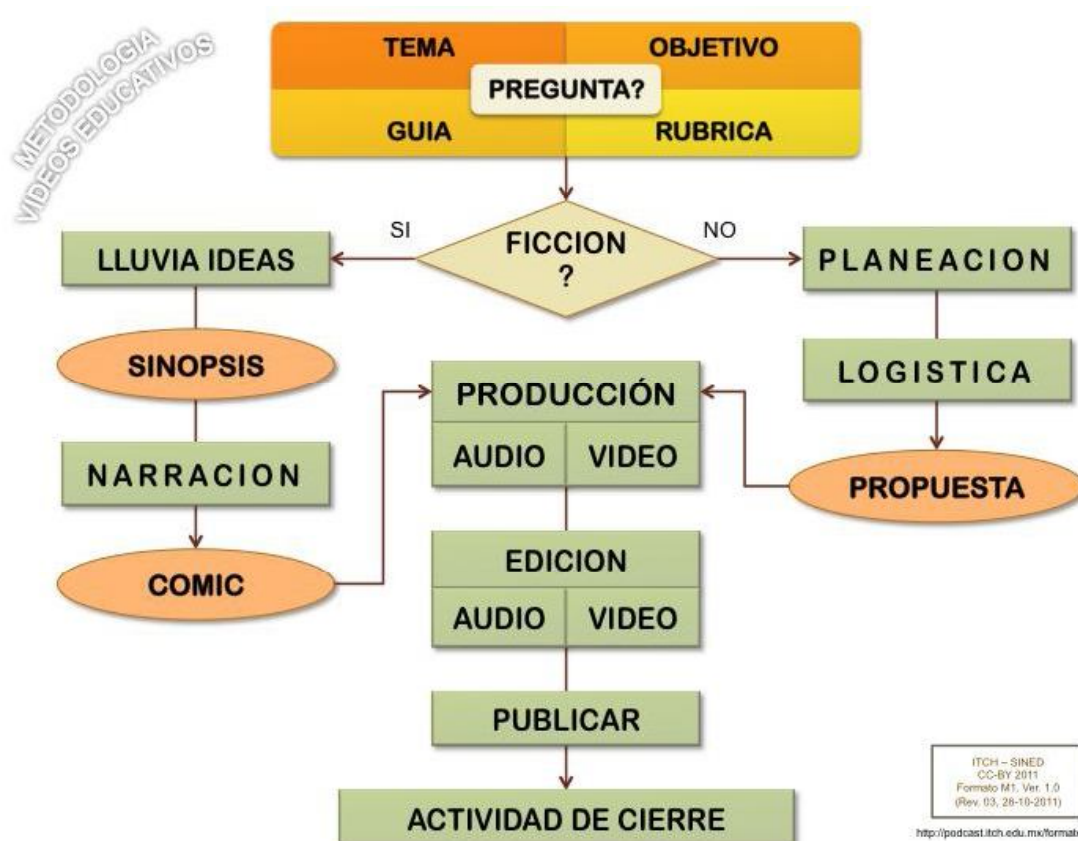 METODOLOGIA
VIDEOS EDUCATIVOS
TEMA
OBJETIVO
PREGUNTA?
GUIA
RUBRICA
SI
FICCION
?
NO
LLUVIA IDEAS
PLANEACION
SINOPSIS
LOGISTICA
PRODUCCIÓN
AUDIO
VIDEO
NARRACION
PROPUESTA
COMIC
EDICION
AUDIO
VIDEO
PUBLICAR
ACTIVIDAD DE CIERRE
ITCH – SINED
CC-BY 2011
Formato M1. Ver. 1.0
(Rev. 03, 28-10-2011)
http://podcast.itch.edu.mx/formato